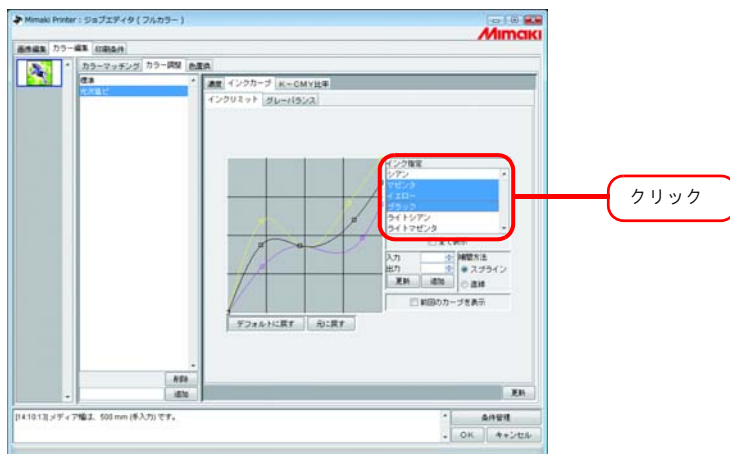 Mimaki Printer : ジョブエディタ ( フルカラー )
Mimaki
画像編集 カラー編集 印刷条件
カラーマッチング カラー調整 色置換
標準
濃度 インクカーブ K-CMY比率
インクリミット グレーバランス
インク指定
シアン
マゼンタ
イエロー
ブラック
ライトシアン
ライトマゼンタ
クリック
全て表示
入力
出力
更新 追加
補間方法
スプライン
直線
前回のカーブを表示
デフォルトに戻す 元に戻す
削除
追加
更新
[14:10:13] メディア幅は、500 mm (手入力) です。
条件管理
OK キャンセル